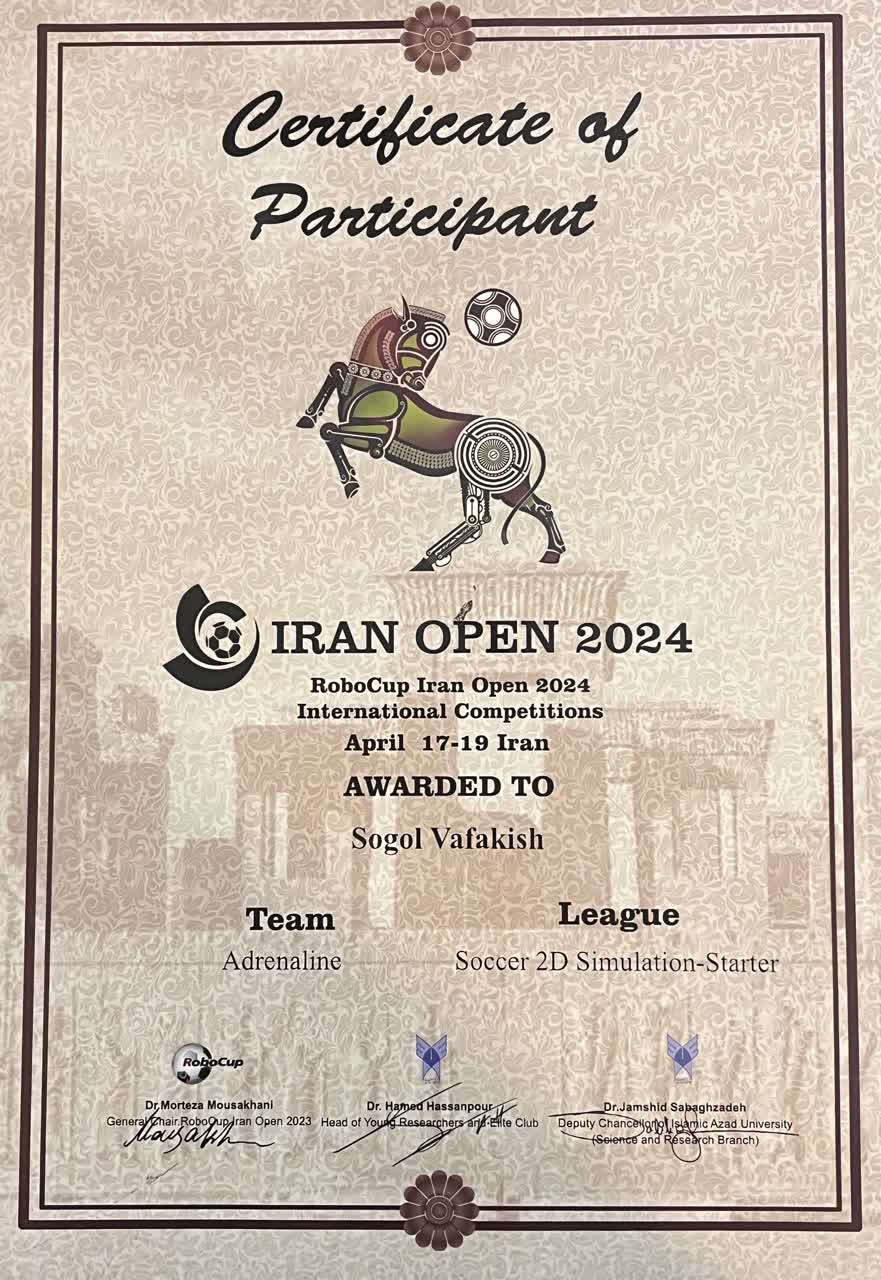 Certificate of
Participant
IRAN OPEN 2024
RoboCup Iran Open 2024
International Competitions
April 17-19 Iran
AWARDED TO
Sogol Vafakish
Team
League
Adrenaline
Soccer 2D Simulation-Starter
RoboCup
Dr.Morteza Mousakhani
Dr. Hamed Hassanpour
Dr.Jamshid Sabaghzadeh
General Chair RoboCup Iran Open 2023
Head of Young Researchers and Elite Club
Deputy Chancellor of Islamic Azad University
(Science and Research Branch)